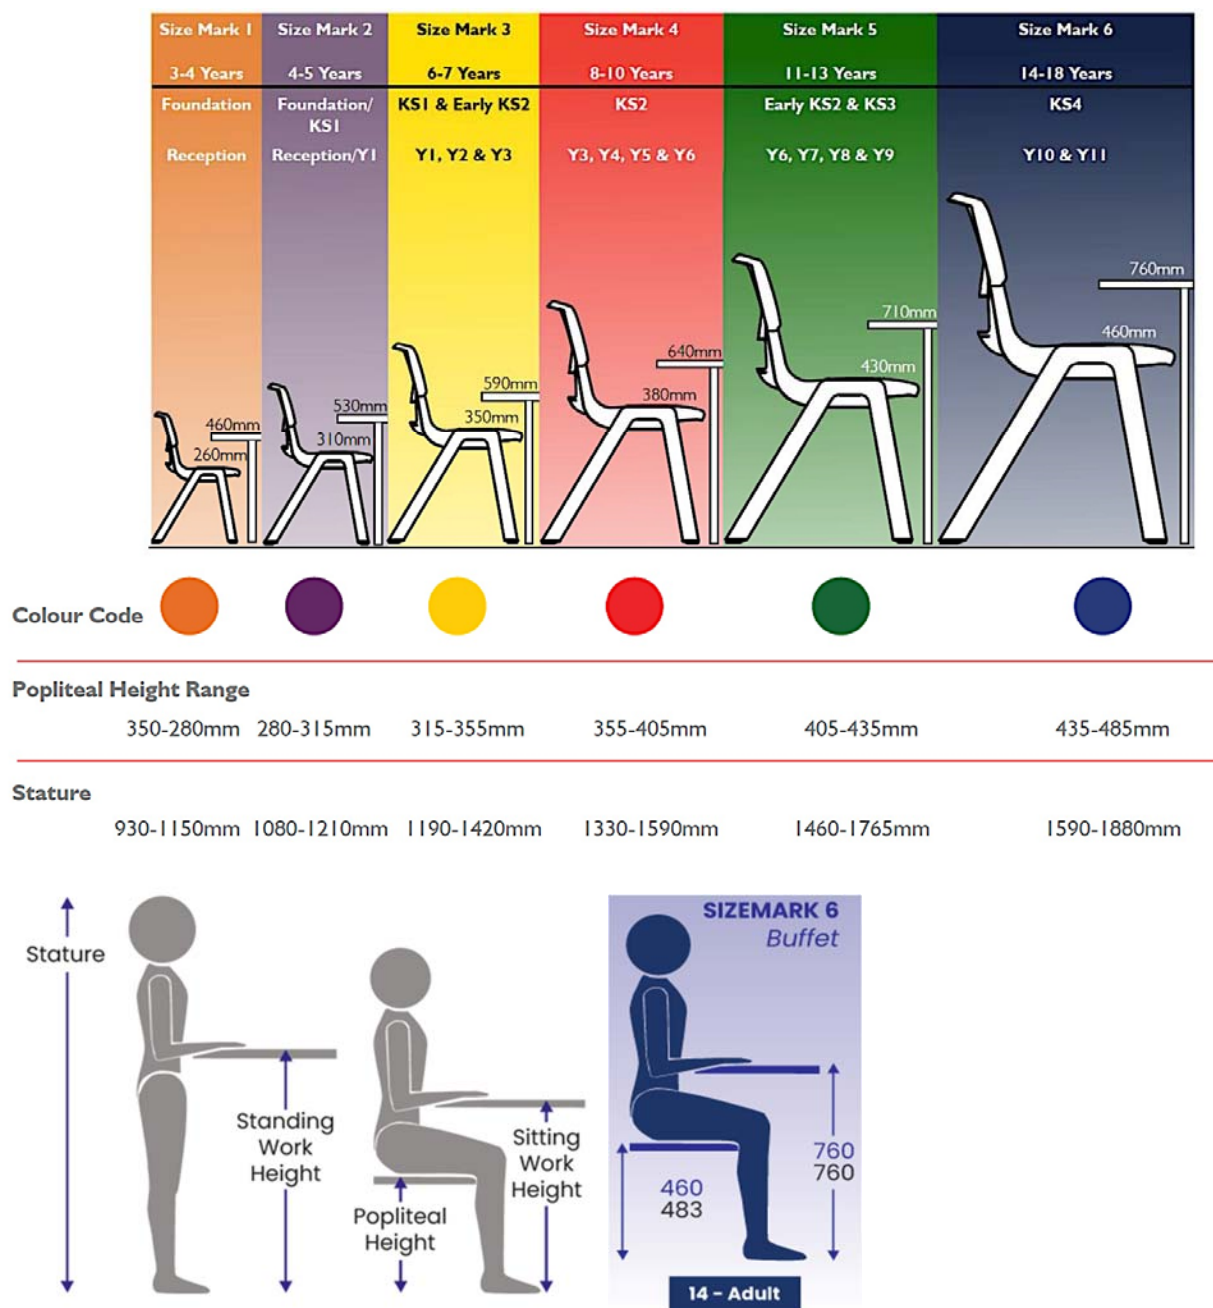 Size Mark 1 Size Mark 2 Size Mark 3 Size Mark 4 Size Mark 5 Size Mark 6
3-4 Years 4-5 Years 6-7 Years 8-10 Years 11-13 Years 14-18 Years
Foundation Foundation/ KS1 & Early KS2 KS2 Early KS2 & KS3 KS4
KS1
Reception Reception/Y1 Y1, Y2 & Y3 Y3, Y4, Y5 & Y6 Y6, Y7, Y8 & Y9 Y10 & Y11
760mm
710mm
460mm
640mm
430mm
590mm
380mm
530mm
350mm
460mm
310mm
260mm
Colour Code
Popliteal Height Range
350-280mm 280-315mm 315-355mm 355-405mm 405-435mm 435-485mm
Stature
930-1150mm 1080-1210mm 1190-1420mm 1330-1590mm 1460-1765mm 1590-1880mm
Stature
Standing
Work
Height
Popliteal
Height
Sitting
Work
Height
SIZEMARK 6
Buffet
460
483
760
760
14 – Adult